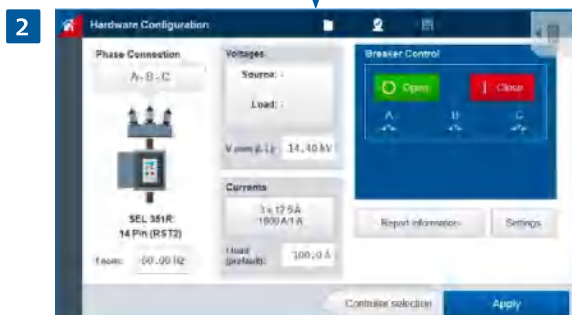 2
Hardware Configuration
Phase Connection
A-B-C
SEL 351R
14 Pin (RST2)
f nom: 60.00 Hz
Voltages
Source: -
Load: -
V nom (L-L): 14.40 kV
Currents
3 x 12.5 A
1000 A/1 A
I load
(prefault): 100.0 A
Breaker Control
Open
Close
A B C
Report information
Settings
Controller selection
Apply